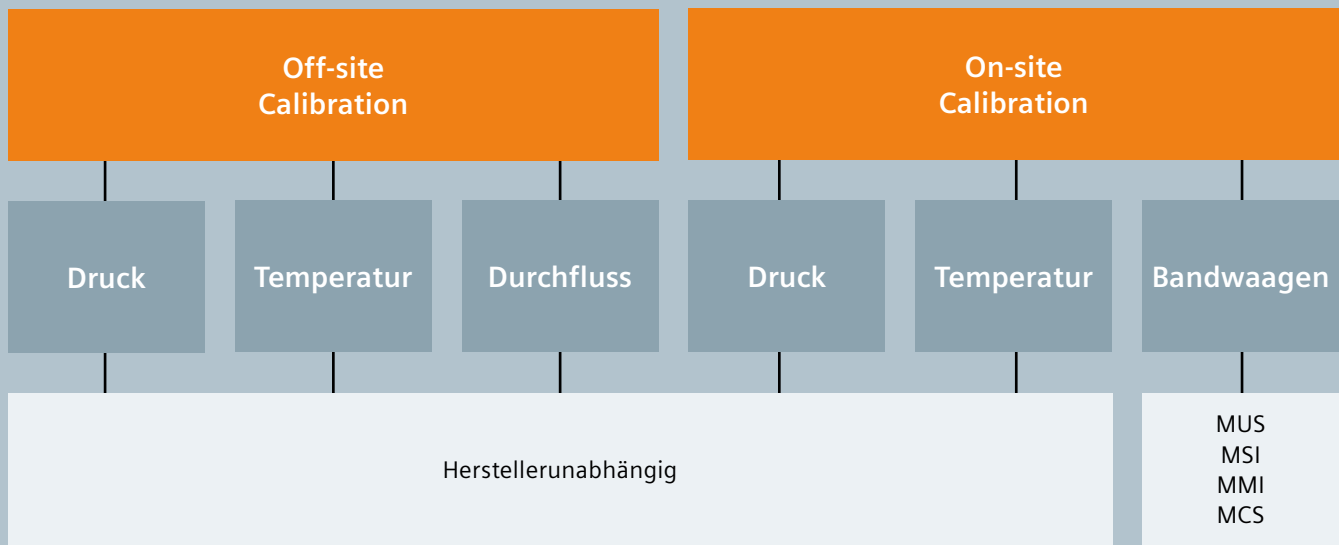 Off-site
Calibration
On-site
Calibration
Druck
Temperatur
Durchfluss
Druck
Temperatur
Bandwaagen
Herstellerunabhängig
MUS
MSI
MMI
MCS